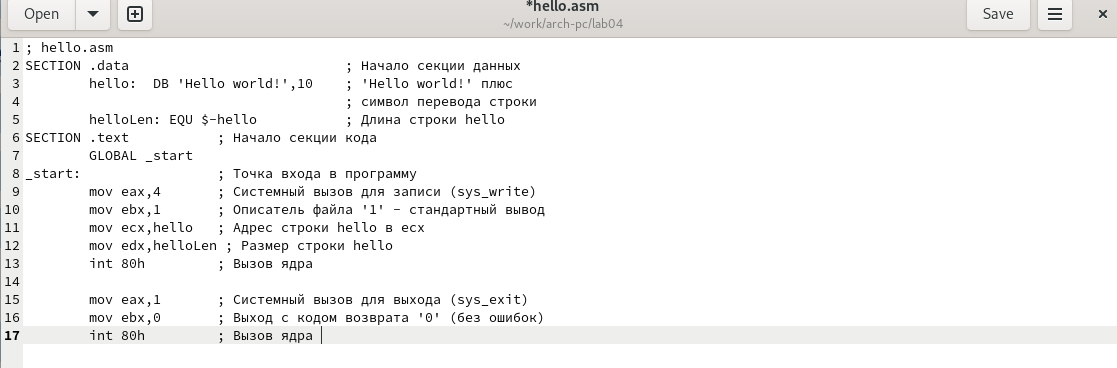 Open
*hello.asm
~/work/arch-pc/lab04
Save
1 ; hello.asm
2 SECTION .data                           ; Начало секции данных
3         hello:  DB 'Hello world!',10    ; 'Hello world!' плюс
4                                         ; символ перевода строки
5         helloLen: EQU $-hello           ; Длина строки hello
6 SECTION .text           ; Начало секции кода
7         GLOBAL _start
8 _start:                 ; Точка входа в программу
9         mov eax,4       ; Системный вызов для записи (sys_write)
10         mov ebx,1       ; Описатель файла '1' - стандартный вывод
11         mov ecx,hello   ; Адрес строки hello в ecx
12         mov edx,helloLen ; Размер строки hello
13         int 80h         ; Вызов ядра
14
15         mov eax,1       ; Системный вызов для выхода (sys_exit)
16         mov ebx,0       ; Выход с кодом возврата '0' (без ошибок)
17         int 80h         ; Вызов ядра